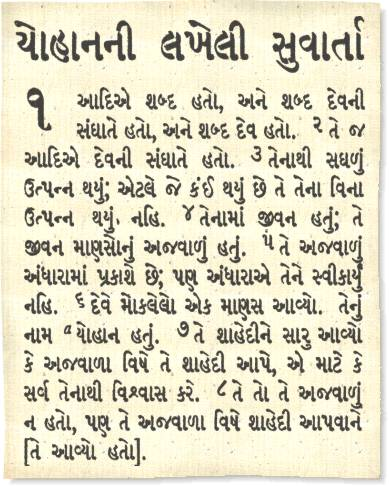 યોહાનની લખેલી સુવાર્તા
૧ આદિએ શબ્દ હતો, અને શબ્દ દેવની
સંઘાતે હતો, અને શબ્દ દેવ હતો. ૨ તે જ
આદિએ દેવની સંઘાતે હતો. ૩ તેનાથી સઘળું
ઉત્પન્ન થયું; એટલે જે કંઈ થયું છે તે તેના વિના
ઉત્પન્ન થયું નહિ. ૪ તેનામાં જીવન હતું; તે
જીવન માણસોનું અજવાળું હતું. ૫ તે અજવાળું
અંધારામાં પ્રકાશે છે; પણ અંધારાએ તેને સ્વીકાર્યું
નહિ. ૬ દેવે મોકલેલો એક માણસ આવ્યો. તેનું
નામ a યોહાન હતું. ૭ તે શાહેદીને સારુ આવ્યો
કે અજવાળા વિષે તે શાહેદી આપે, એ માટે કે
સર્વ તેનાથી વિશ્વાસ કરે. ૮ તે તો તે અજવાળું
ન હતો, પણ તે અજવાળા વિષે શાહેદી આપવાને
[તે આવ્યો હતો].